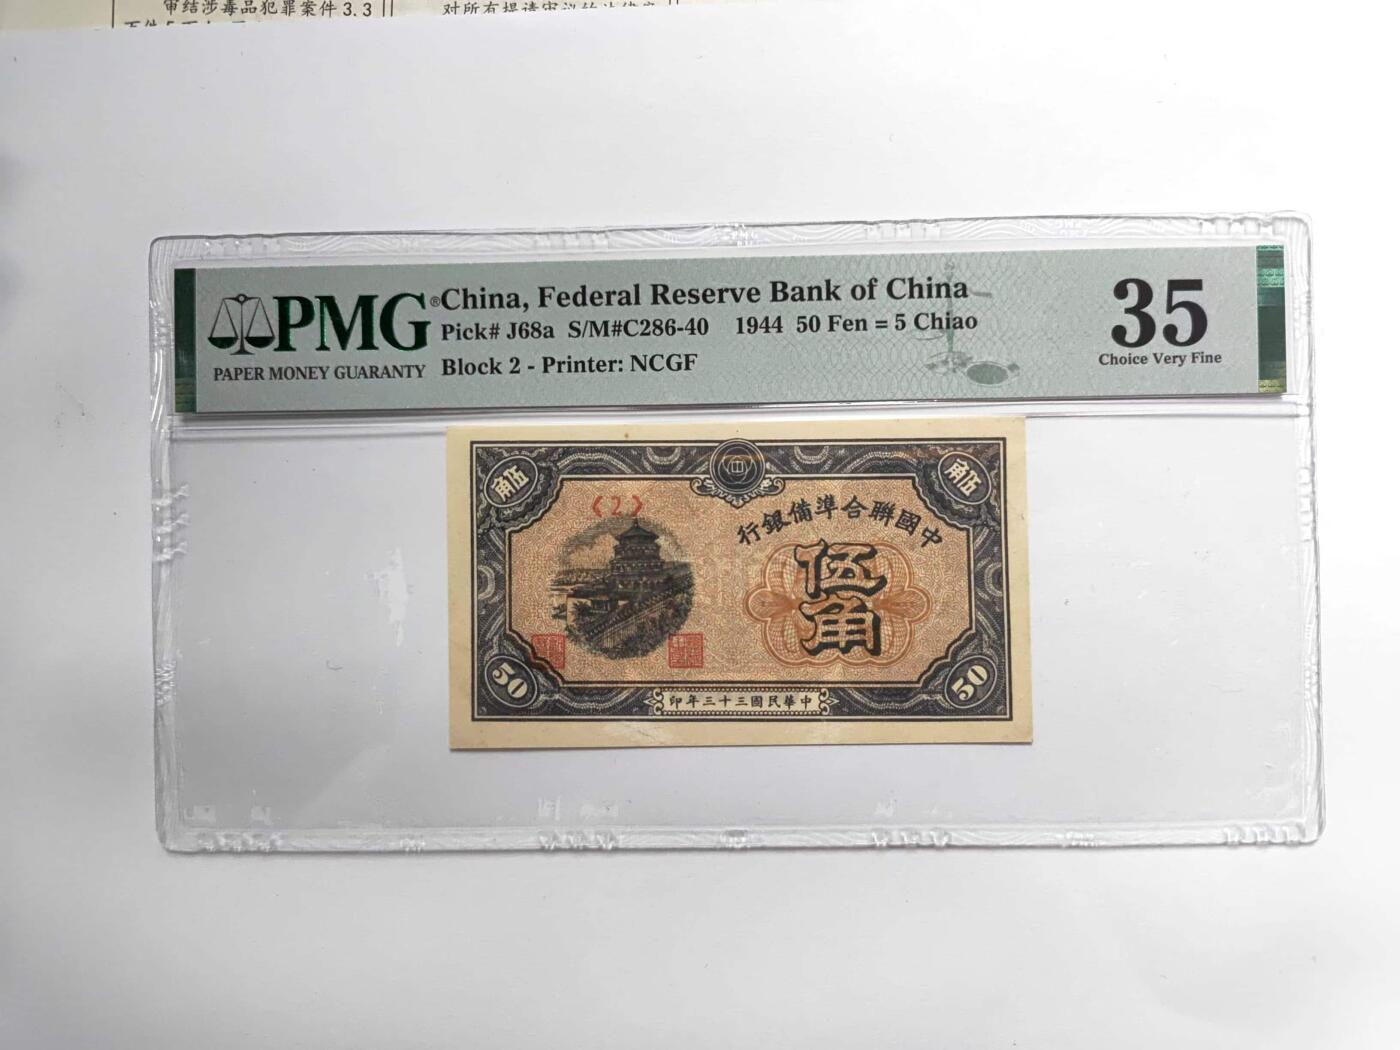 审结涉毒品犯罪案件3.3
对所有提请审议的法律案
PMG
PMG®
PAPER MONEY GUARANTY
China, Federal Reserve Bank of China
Pick# J68a S/M#C286-40 1944 50 Fen = 5 Chiao
Block 2 - Printer: NCGF
35
Choice Very Fine
伍角
伍角
《2》
中國聯合準備銀行
伍
角
50
50
中華民國三十三年印